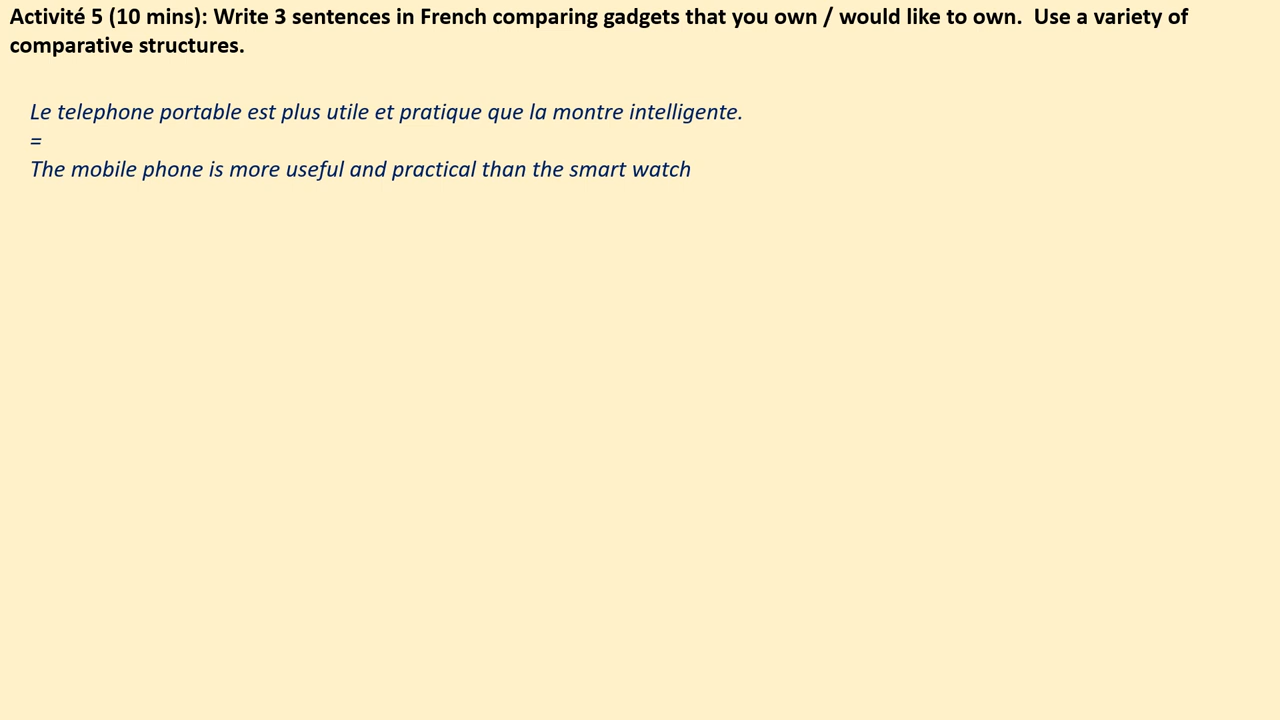 Activité 5 (10 mins): Write 3 sentences in French comparing gadgets that you own / would like to own.  Use a variety of
comparative structures.
Le telephone portable est plus utile et pratique que la montre intelligente.
=
The mobile phone is more useful and practical than the smart watch